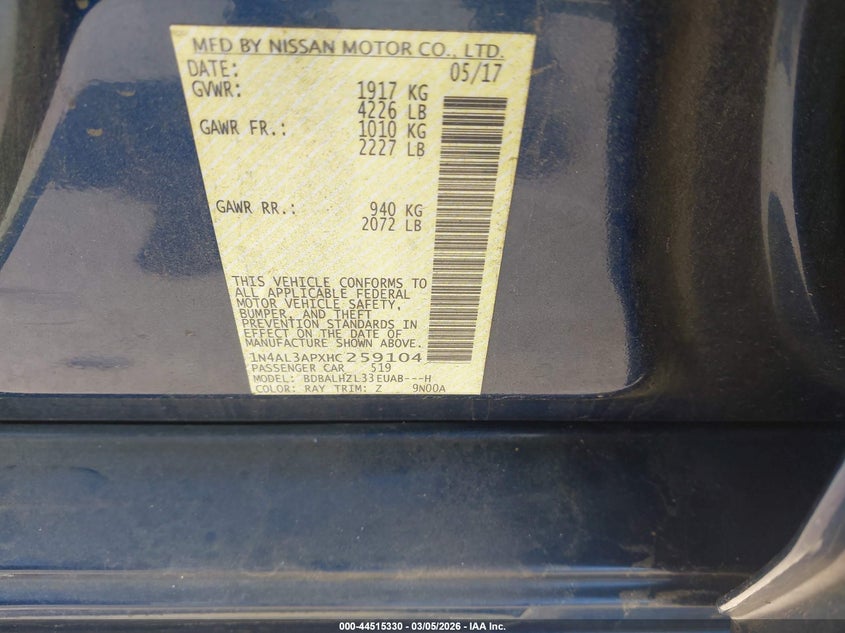 MFD BY NISSAN MOTOR CO., LTD.
DATE: 05/17
GVWR: 1917 KG
4226 LB
GAWR FR.: 1010 KG
2227 LB
GAWR RR.: 940 KG
2072 LB
THIS VEHICLE CONFORMS TO
ALL APPLICABLE FEDERAL
MOTOR VEHICLE SAFETY,
BUMPER, AND THEFT
PREVENTION STANDARDS IN
EFFECT ON THE DATE OF
MANUFACTURE SHOWN ABOVE.
1N4AL3APXHC259104
PASSENGER CAR 519
MODEL: BDBALHZL33EUAB---H
COLOR: RAY TRIM: Z 9N00A
000-44515330 - 03/05/2026 - IAA Inc.